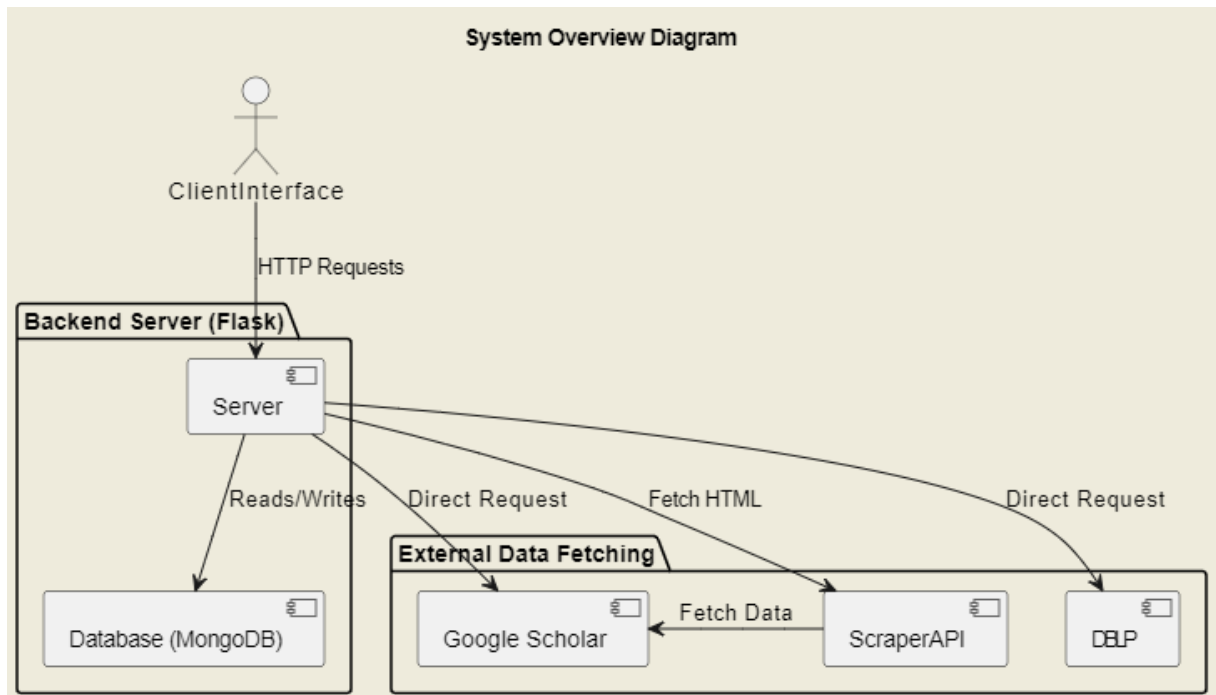 System Overview Diagram
ClientInterface
HTTP Requests
Backend Server (Flask)
Server
Reads/Writes
Direct Request
Fetch HTML
Direct Request
External Data Fetching
Database (MongoDB)
Google Scholar
Fetch Data
ScraperAPI
DBLP